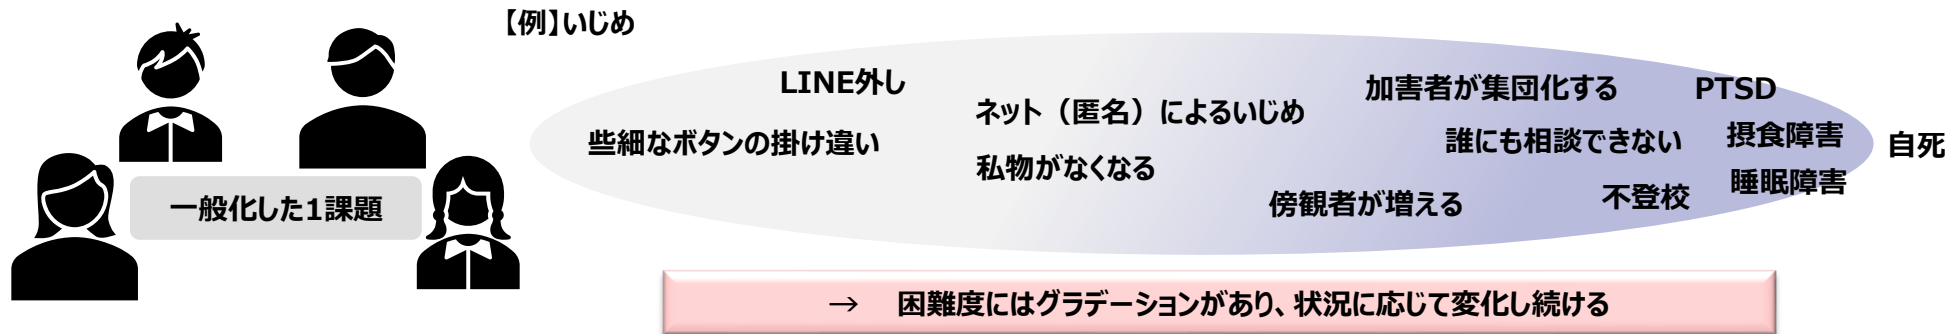 【例】いじめ
LINE外し
加害者が集団化する
PTSD
ネット（匿名）によるいじめ
些細なボタンの掛け違い
誰にも相談できない
摂食障害
自死
私物がなくなる
睡眠障害
一般化した1課題
傍観者が増える
不登校
→　困難度にはグラデーションがあり、状況に応じて変化し続ける